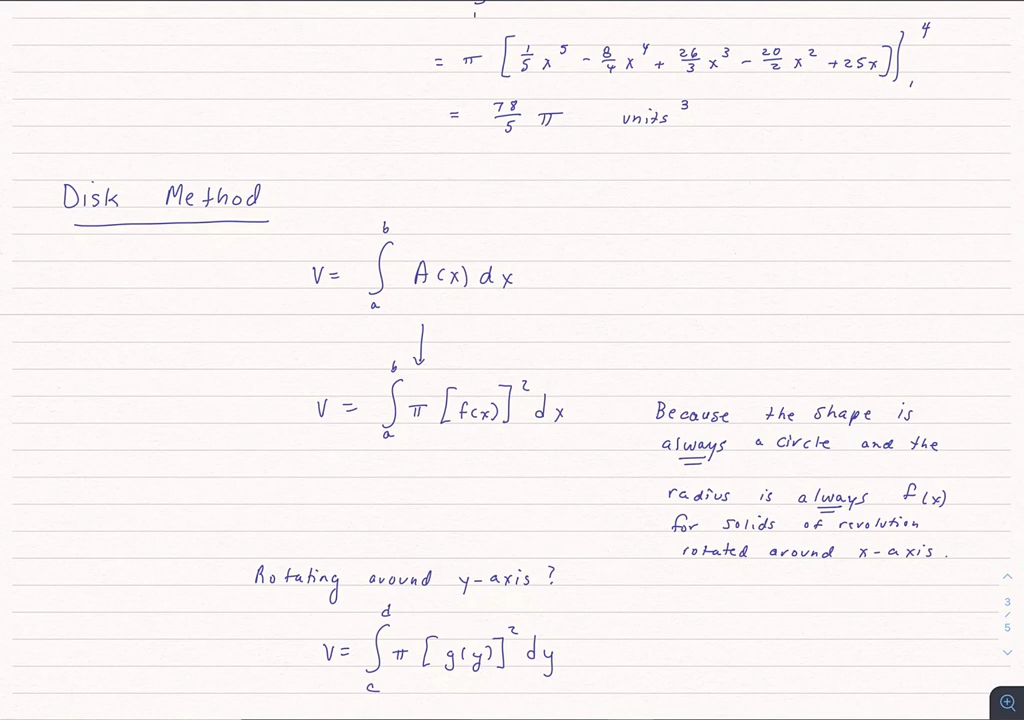 = π [ 1/5 x^5 - 8/4 x^4 + 26/3 x^3 - 20/2 x^2 + 25x ] |_1^4
= 78/5 π units^3
Disk Method
V = ∫_a^b A(x) dx
↓
V = ∫_a^b π [f(x)]^2 dx
Because the shape is
always a circle and the
radius is always f(x)
for solids of revolution
rotated around x-axis.
Rotating around y-axis?
V = ∫_c^d π [g(y)]^2 dy
3
/
5